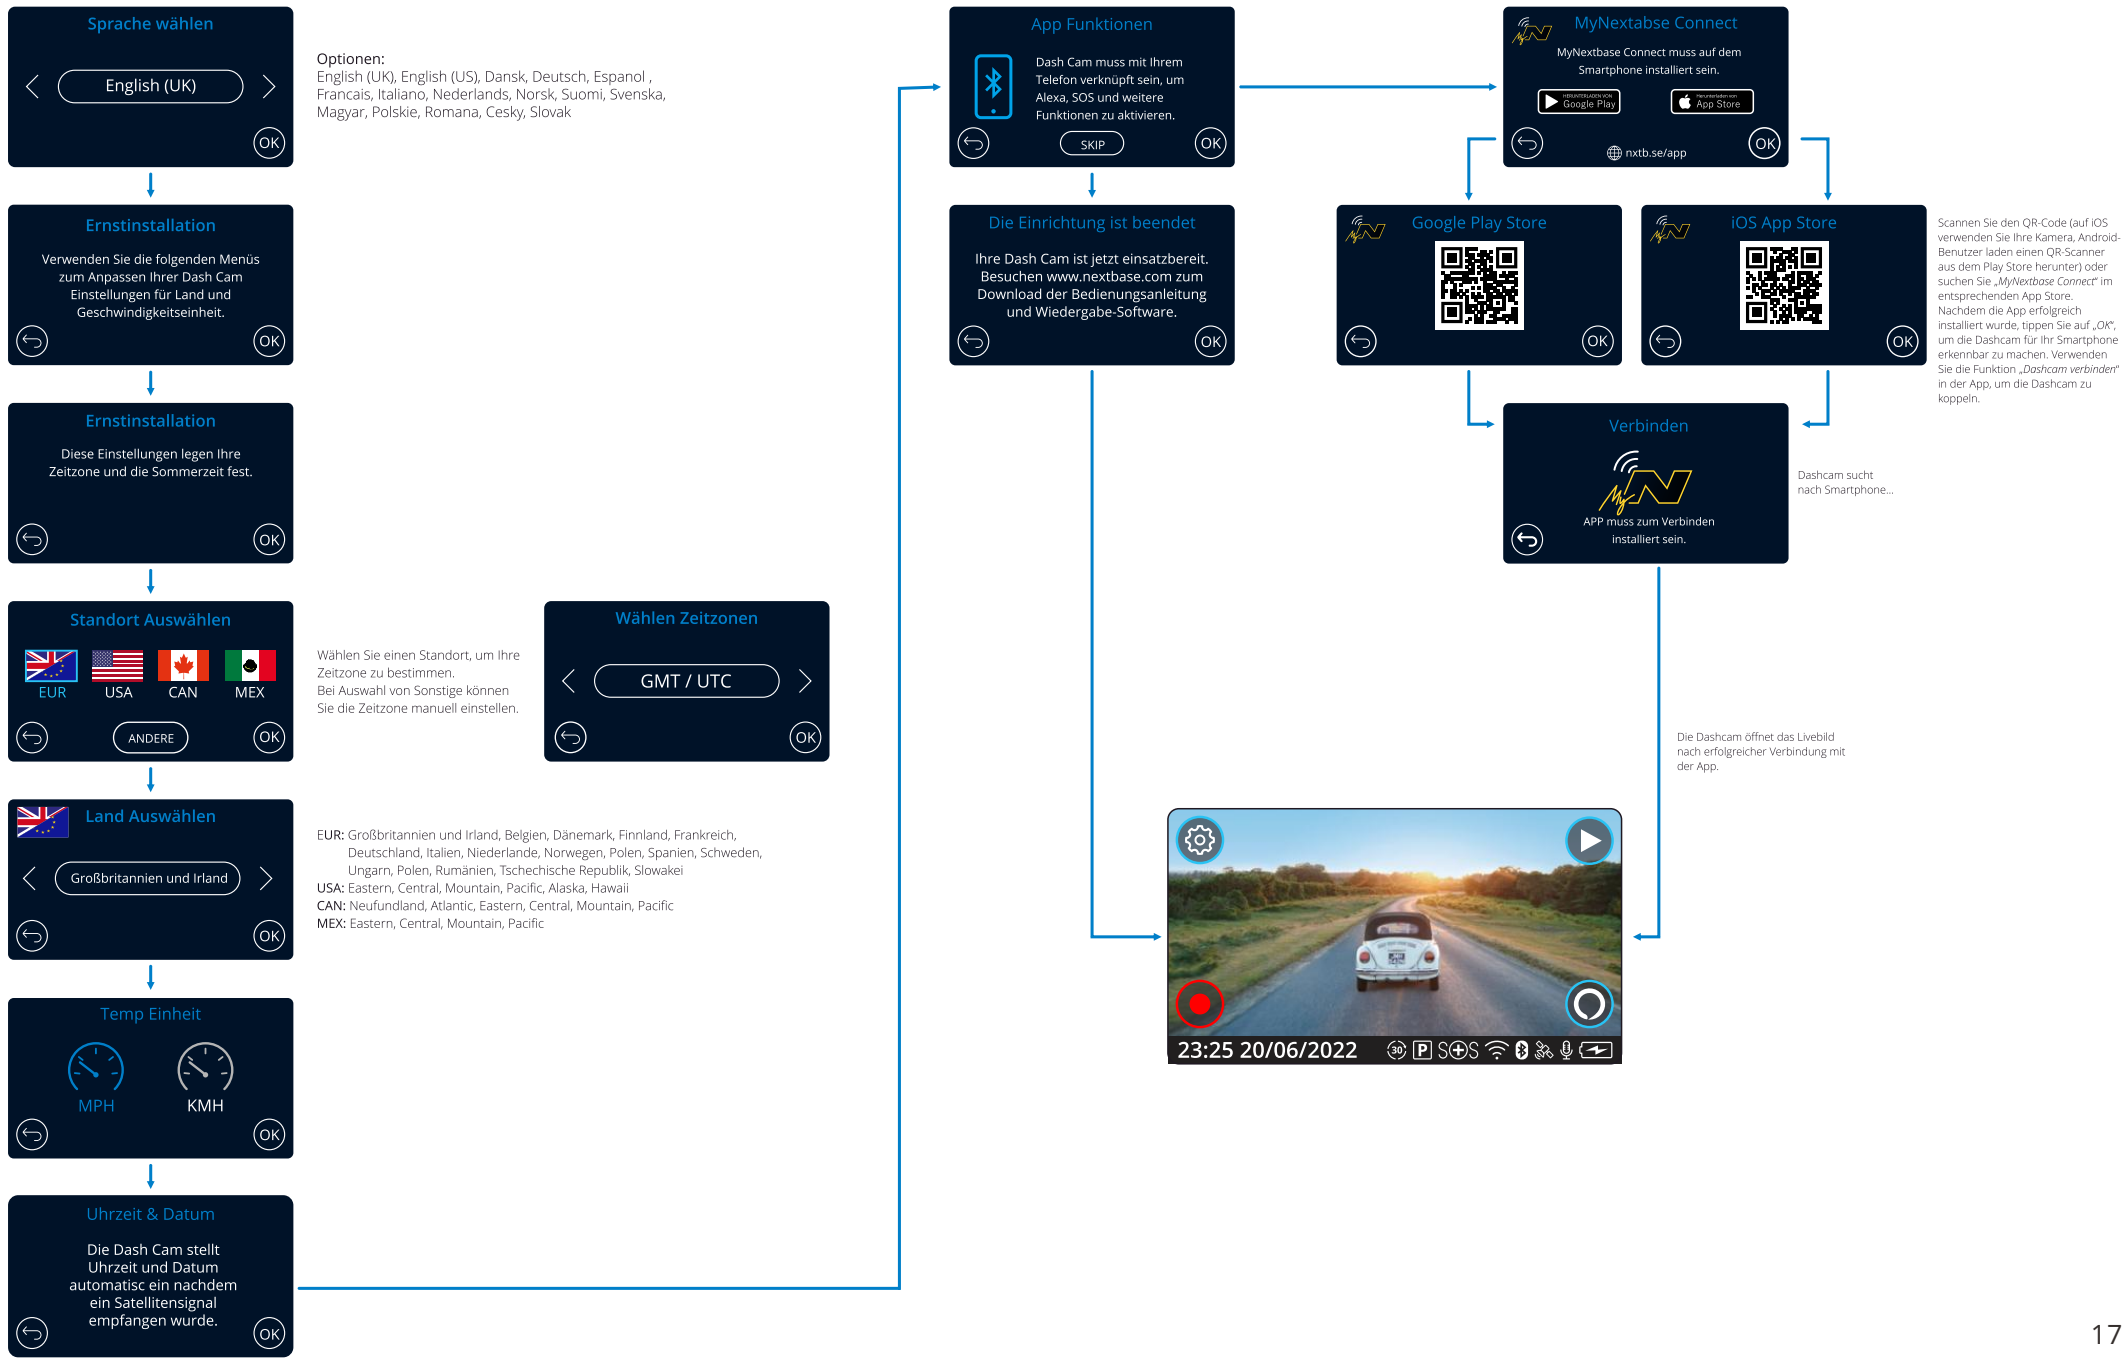 Sprache wählen
English (UK)
OK
Optionen:
English (UK), English (US), Dansk, Deutsch, Espanol ,
Francais, Italiano, Nederlands, Norsk, Suomi, Svenska,
Magyar, Polskie, Romana, Cesky, Slovak
Ernstinstallation
Verwenden Sie die folgenden Menüs
zum Anpassen Ihrer Dash Cam
Einstellungen für Land und
Geschwindigkeitseinheit.
OK
Ernstinstallation
Diese Einstellungen legen Ihre
Zeitzone und die Sommerzeit fest.
OK
Standort Auswählen
EUR USA CAN MEX
ANDERE
OK
Wählen Sie einen Standort, um Ihre
Zeitzone zu bestimmen.
Bei Auswahl von Sonstige können
Sie die Zeitzone manuell einstellen.
Wählen Zeitzonen
GMT / UTC
OK
Land Auswählen
Großbritannien und Irland
OK
EUR: Großbritannien und Irland, Belgien, Dänemark, Finnland, Frankreich,
Deutschland, Italien, Niederlande, Norwegen, Polen, Spanien, Schweden,
Ungarn, Polen, Rumänien, Tschechische Republik, Slowakei
USA: Eastern, Central, Mountain, Pacific, Alaska, Hawaii
CAN: Neufundland, Atlantic, Eastern, Central, Mountain, Pacific
MEX: Eastern, Central, Mountain, Pacific
Temp Einheit
MPH KMH
OK
Uhrzeit & Datum
Die Dash Cam stellt
Uhrzeit und Datum
automatisc ein nachdem
ein Satellitensignal
empfangen wurde.
OK
App Funktionen
Dash Cam muss mit Ihrem
Telefon verknüpft sein, um
Alexa, SOS und weitere
Funktionen zu aktivieren.
SKIP
OK
Die Einrichtung ist beendet
Ihre Dash Cam ist jetzt einsatzbereit.
Besuchen www.nextbase.com zum
Download der Bedienungsanleitung
und Wiedergabe-Software.
OK
My N
MyNextabse Connect
MyNextbase Connect muss auf dem
Smartphone installiert sein.
HERUNTERLADEN VON
Google Play
Herunterladen von
App Store
nxtb.se/app
OK
My N
Google Play Store
OK
My N
iOS App Store
OK
Scannen Sie den QR-Code (auf iOS
verwenden Sie Ihre Kamera, Android-
Benutzer laden einen QR-Scanner
aus dem Play Store herunter) oder
suchen Sie „MyNextbase Connect“ im
entsprechenden App Store.
Nachdem die App erfolgreich
installiert wurde, tippen Sie auf „OK“,
um die Dashcam für Ihr Smartphone
erkennbar zu machen. Verwenden
Sie die Funktion „Dashcam verbinden“
in der App, um die Dashcam zu
koppeln.
Verbinden
My N
APP muss zum Verbinden
installiert sein.
Dashcam sucht
nach Smartphone...
Die Dashcam öffnet das Livebild
nach erfolgreicher Verbindung mit
der App.
23:25 20/06/2022 30 P SOS
17